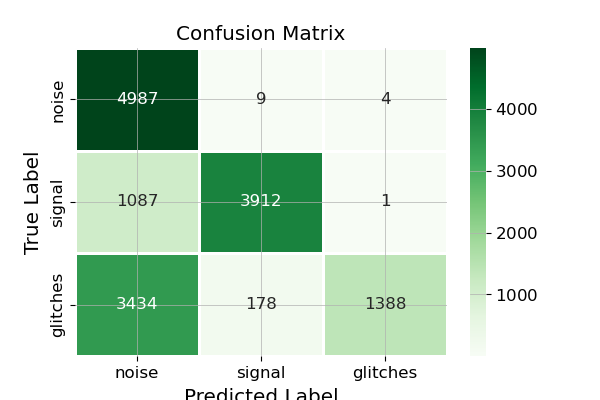 Confusion Matrix
noise 4987 9 4
signal 1087 3912 1
glitches 3434 178 1388
noise signal glitches
True Label
Predicted Label
4000
3000
2000
1000